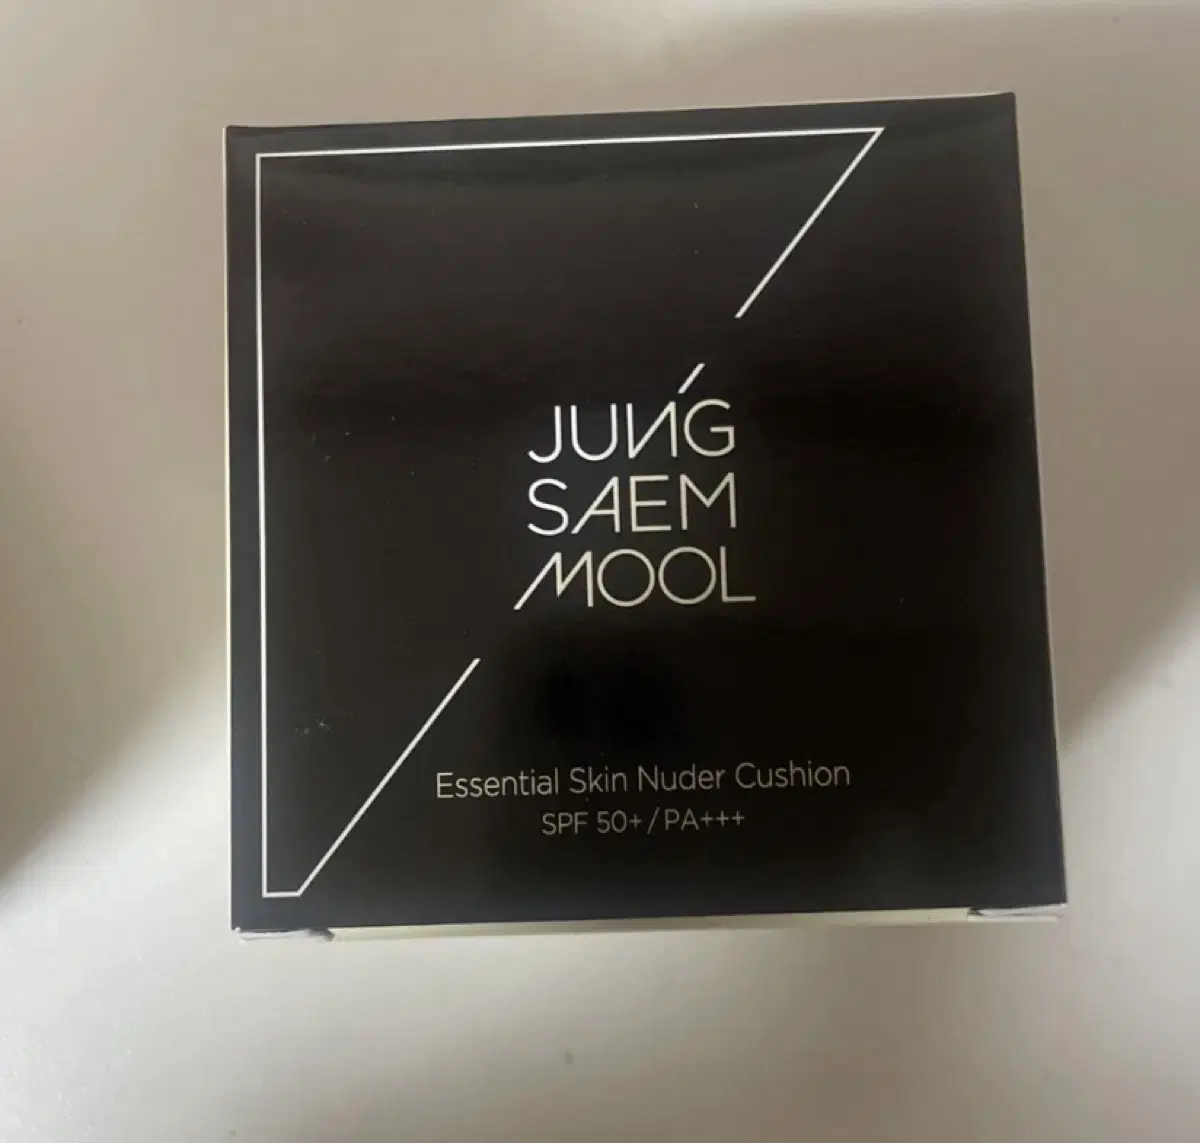 JUNG
SAEM
MOOL
Essential Skin Nuder Cushion
SPF 50+/PA+++